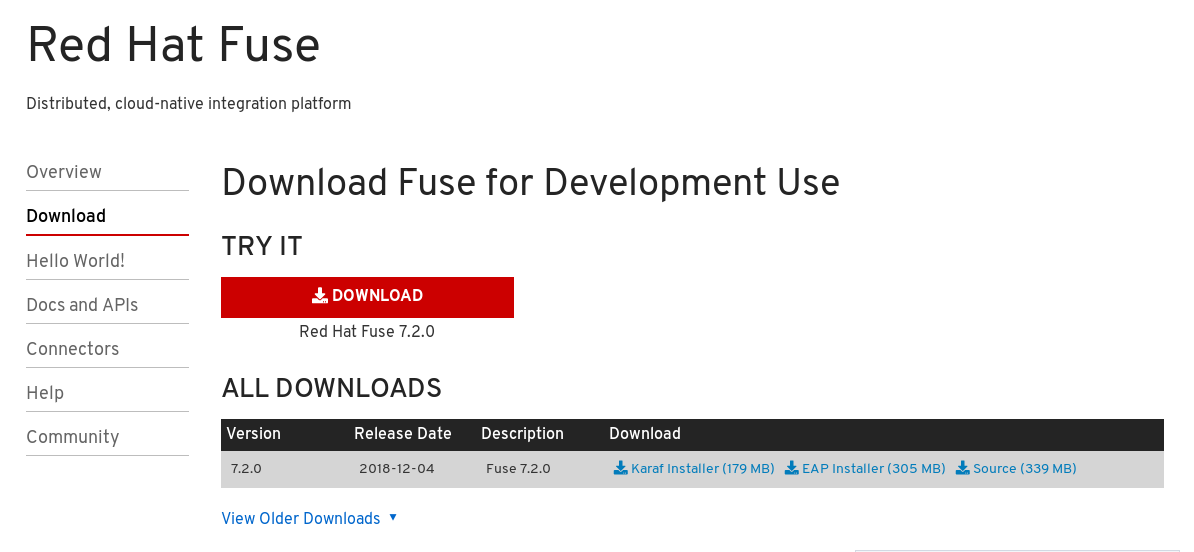 Red Hat Fuse
Distributed, cloud-native integration platform
Overview
Download
Hello World!
Docs and APIs
Connectors
Help
Community
Download Fuse for Development Use
TRY IT
DOWNLOAD
Red Hat Fuse 7.2.0
ALL DOWNLOADS
Version Release Date Description Download
7.2.0 2018-12-04 Fuse 7.2.0 Karaf Installer (179 MB) EAP Installer (305 MB) Source (339 MB)
View Older Downloads ▼